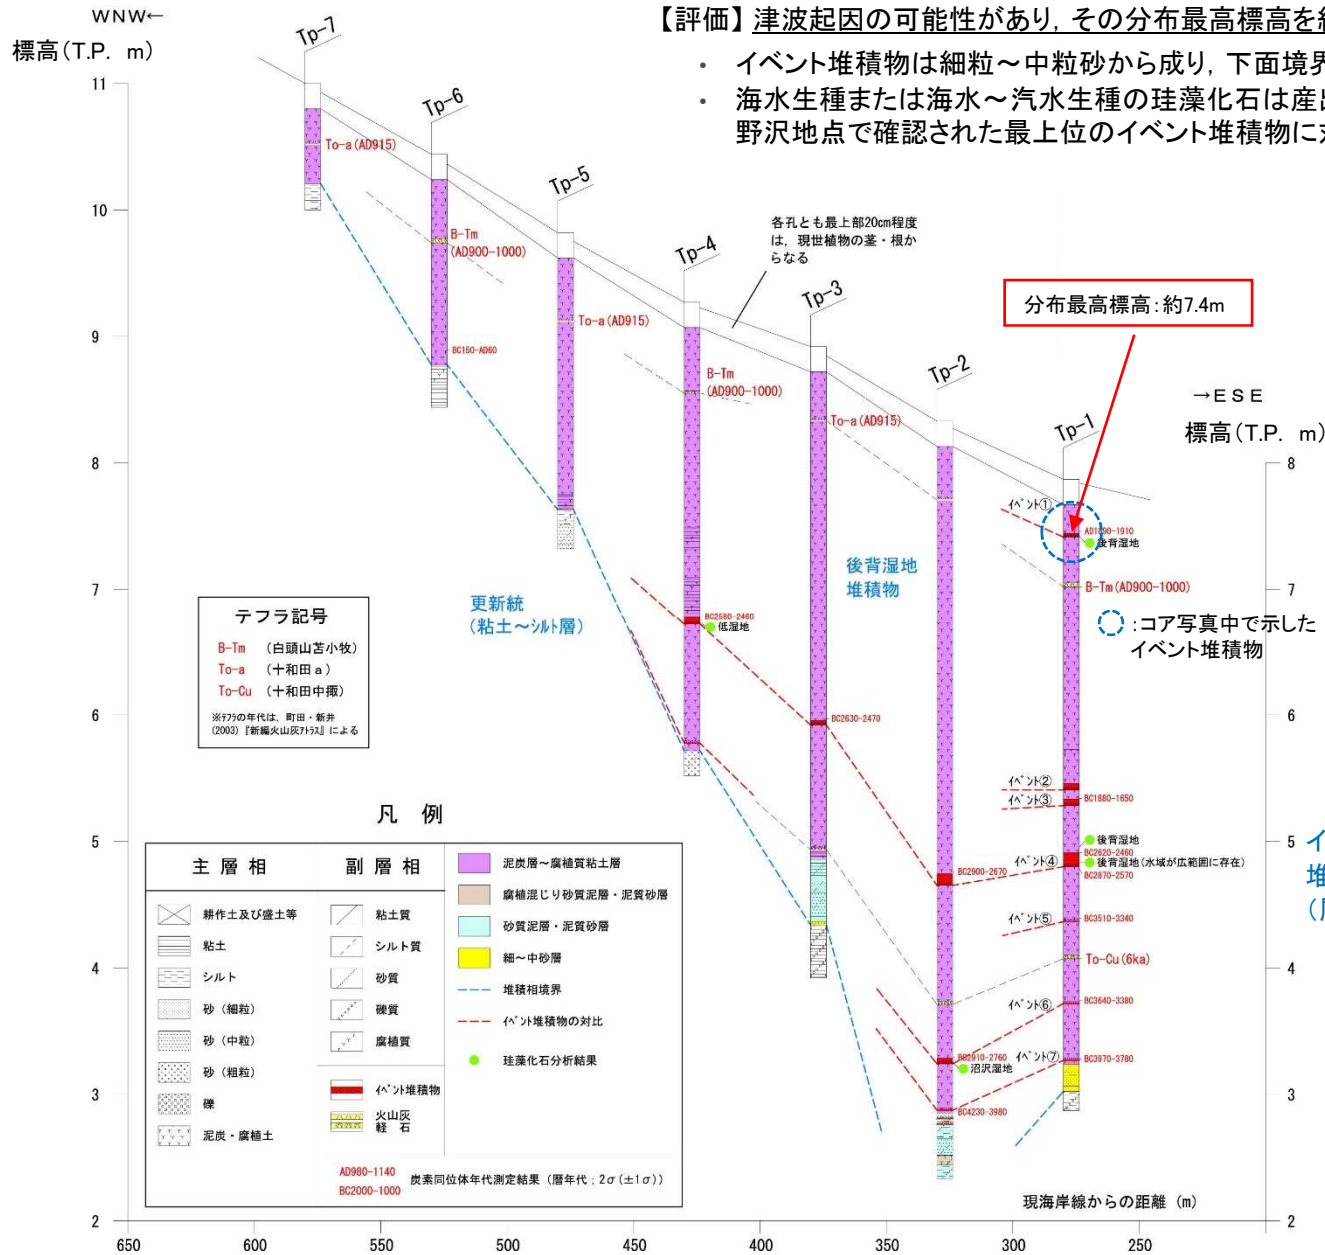 WNW←
標高(T.P. m)
【評価】津波起因の可能性があり，その分布最高標高を
・ イベント堆積物は細粒～中粒砂から成り，下面境界
・ 海水生種または海水～汽水生種の珪藻化石は産出
野沢地点で確認された最上位のイベント堆積物に
Tp-7
Tp-6
Tp-5
Tp-4
Tp-3
Tp-2
Tp-1
各孔とも最上部20cm程度
は，現世植物の茎・根か
らなる
分布最高標高：約7.4m
→ESE
標高(T.P. m)
11
10
9
8
7
6
5
4
3
2
8
7
6
5
4
3
2
To-a(AD915)
B-Tm
(AD900-1000)
BC150-AD60
To-a(AD915)
B-Tm
(AD900-1000)
BC2580-2460
低湿地
To-a(AD915)
BC2630-2470
BC2900-2670
BC2910-2760
沼沢湿地
BC4230-3980
イベント①
後背湿地
B-Tm(AD900-1000)
イベント②
イベント③
BC1880-1650
後背湿地
イベント④
BC2620-2460
後背湿地(水域が広範囲に存在)
BC2870-2570
イベント⑤
BC3510-3340
To-Cu(6ka)
イベント⑥
BC3640-3380
イベント⑦
BC3970-3780
：コア写真中で示した
イベント堆積物
後背湿地
堆積物
更新統
(粘土～シルト層)
テフラ記号
B-Tm （白頭山苫小牧）
To-a （十和田ａ）
To-Cu （十和田中掫）
※テフラの年代は，町田・新井
(2003)『新編火山灰アトラス』による
凡 例
主層相
耕作土及び盛土等
粘土
シルト
砂（細粒）
砂（中粒）
砂（粗粒）
礫
泥炭・腐植土
副層相
粘土質
シルト質
砂質
礫質
腐植質
イベント堆積物
火山灰
軽石
泥炭層～腐植質粘土層
腐植混じり砂質泥層・泥質砂層
砂質泥層・泥質砂層
細～中砂層
堆積相境界
イベント堆積物の対比
珪藻化石分析結果
AD980-1140
BC2000-1000
炭素同位体年代測定結果（暦年代；2σ(±1σ)）
現海岸線からの距離 (m)
650 600 550 500 450 400 350 300 250